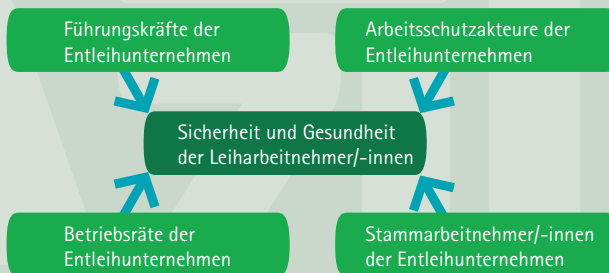 Führungskräfte der
Entleihunternehmen
Arbeitsschutzakteure der
Entleihunternehmen
Sicherheit und Gesundheit
der Leiharbeitnehmer/-innen
Betriebsräte der
Entleihunternehmen
Stammarbeitnehmer/-innen
der Entleihunternehmen